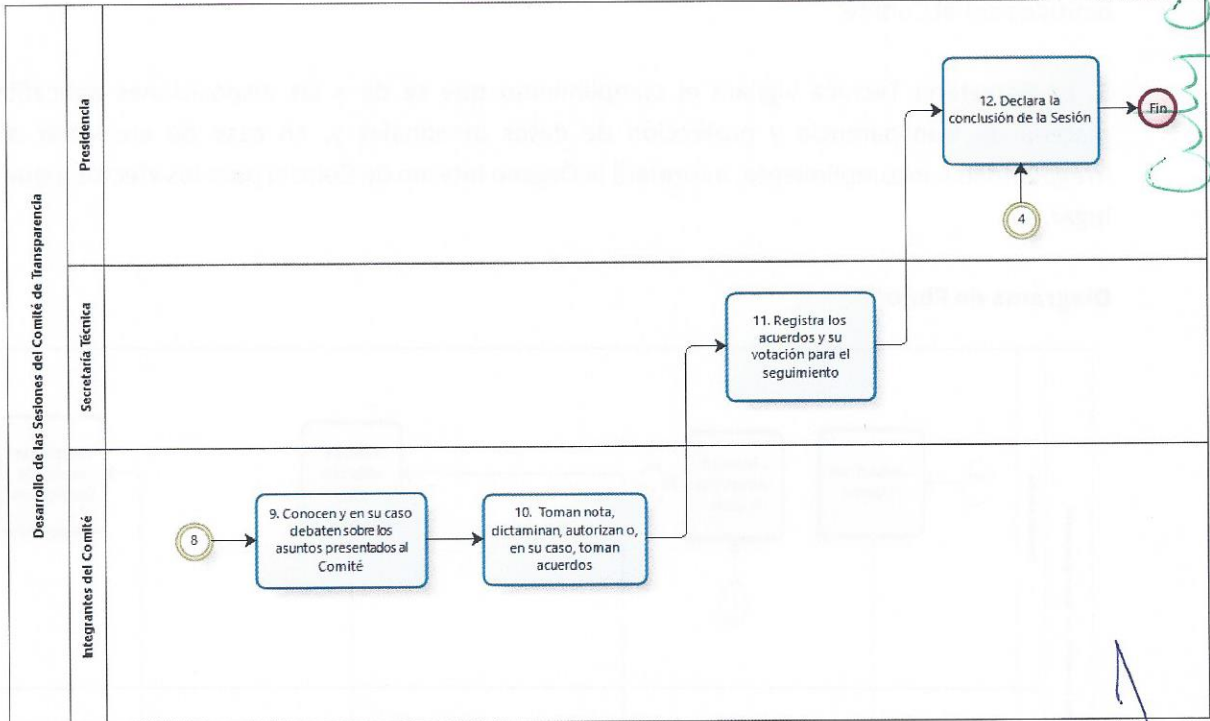 Desarrollo de las Sesiones del Comité de Transparencia
Presidencia
12. Declara la
conclusión de la Sesión
Fin
4
Secretaría Técnica
11. Registra los
acuerdos y su
votación para el
seguimiento
Integrantes del Comité
8
9. Conocen y en su caso
debaten sobre los
asuntos presentados al
Comité
10. Toman nota,
dictaminan, autorizan o,
en su caso, toman
acuerdos